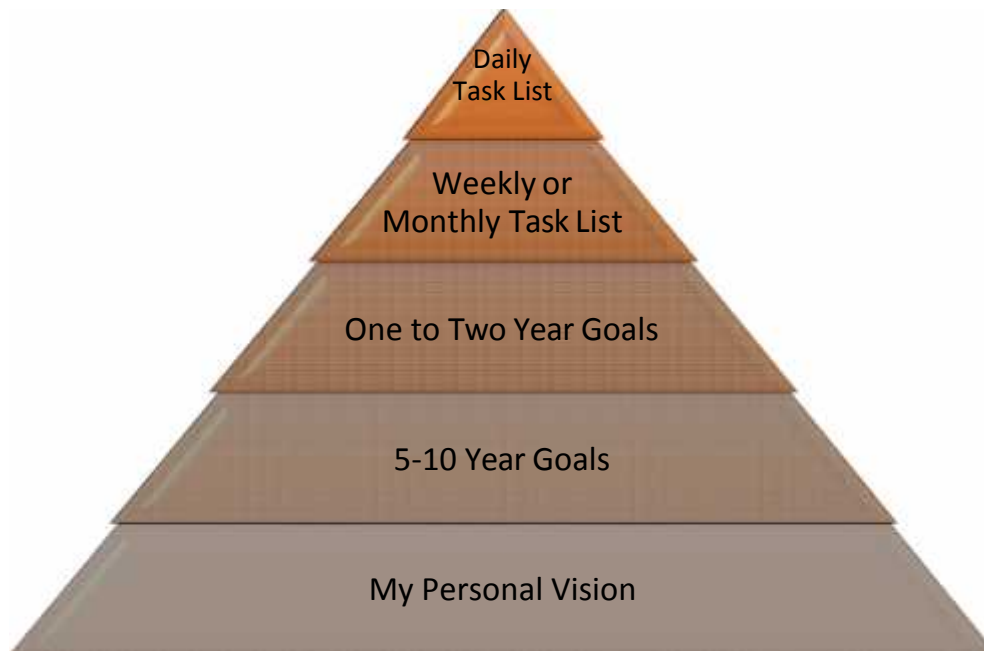 Daily
Task List
Weekly or
Monthly Task List
One to Two Year Goals
5-10 Year Goals
My Personal Vision